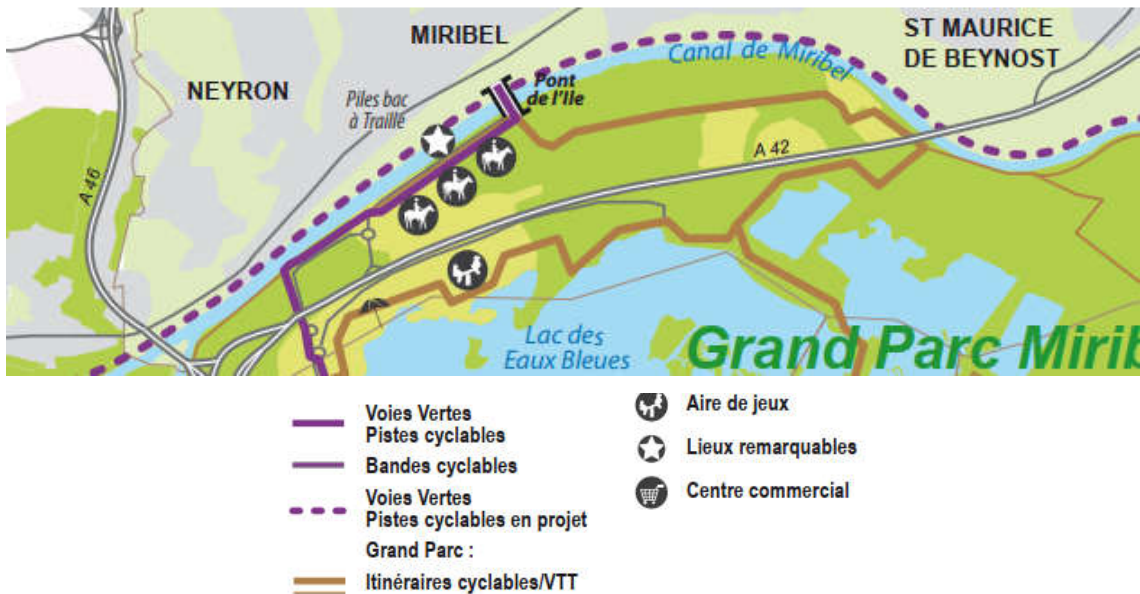 MIRIBEL
ST MAURICE
DE BEYNOST
Canal de Miribel
NEYRON
Piles bac
à Traille
Pont
de l'Ile
A 46
A 42
Lac des
Eaux Bleues
Grand Parc Mirib
Voies Vertes
Pistes cyclables
Bandes cyclables
Voies Vertes
Pistes cyclables en projet
Grand Parc :
Itinéraires cyclables/VTT
Aire de jeux
Lieux remarquables
Centre commercial